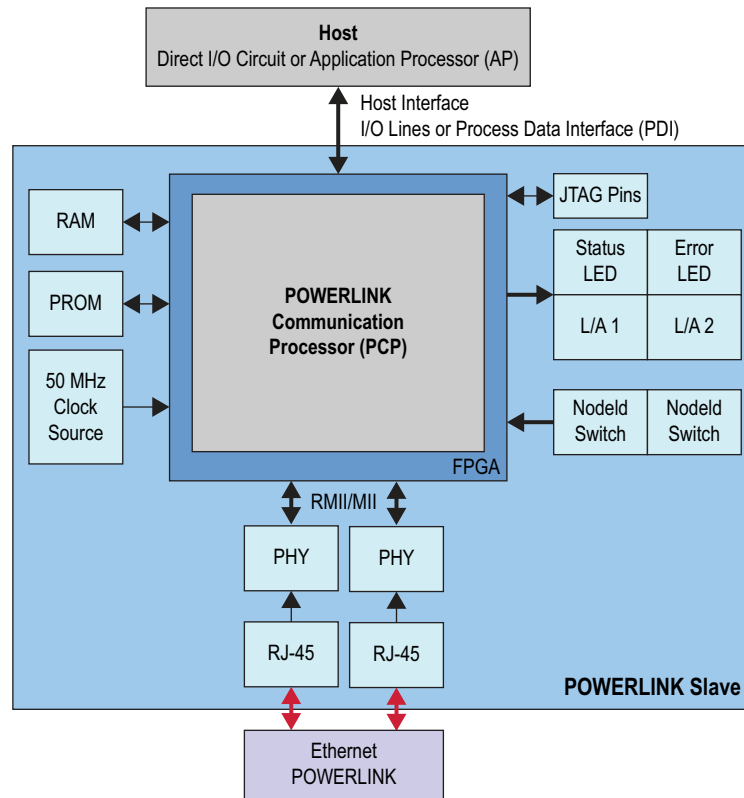 Host
Direct I/O Circuit or Application Processor (AP)
Host Interface
I/O Lines or Process Data Interface (PDI)
RAM
PROM
50 MHz
Clock
Source
POWERLINK
Communication
Processor (PCP)
FPGA
JTAG Pins
Status
LED
Error
LED
L/A 1
L/A 2
NodeId
Switch
NodeId
Switch
RMII/MII
PHY
PHY
RJ-45
RJ-45
POWERLINK Slave
Ethernet
POWERLINK